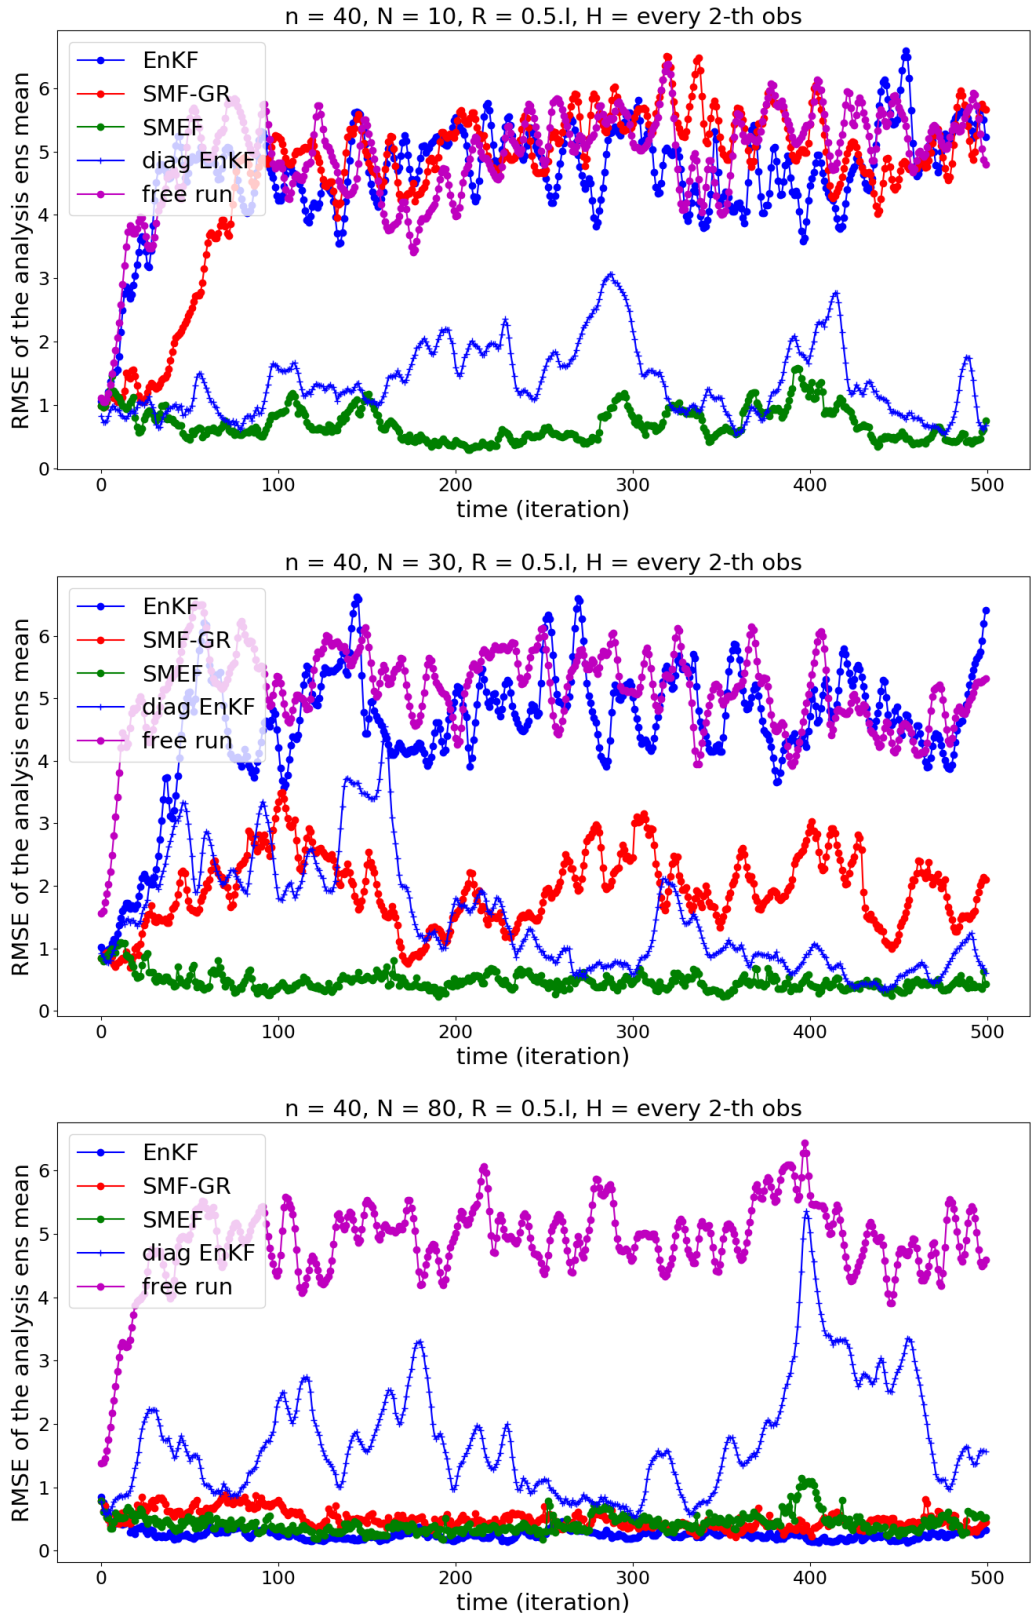 n = 40, N = 10, R = 0.5.I, H = every 2-th obs
RMSE of the analysis ens mean
6
5
4
3
2
1
0
EnKF
SMF-GR
SMEF
diag EnKF
free run
0 100 200 300 400 500
time (iteration)
n = 40, N = 30, R = 0.5.I, H = every 2-th obs
RMSE of the analysis ens mean
6
5
4
3
2
1
0
EnKF
SMF-GR
SMEF
diag EnKF
free run
0 100 200 300 400 500
time (iteration)
n = 40, N = 80, R = 0.5.I, H = every 2-th obs
RMSE of the analysis ens mean
6
5
4
3
2
1
0
EnKF
SMF-GR
SMEF
diag EnKF
free run
0 100 200 300 400 500
time (iteration)